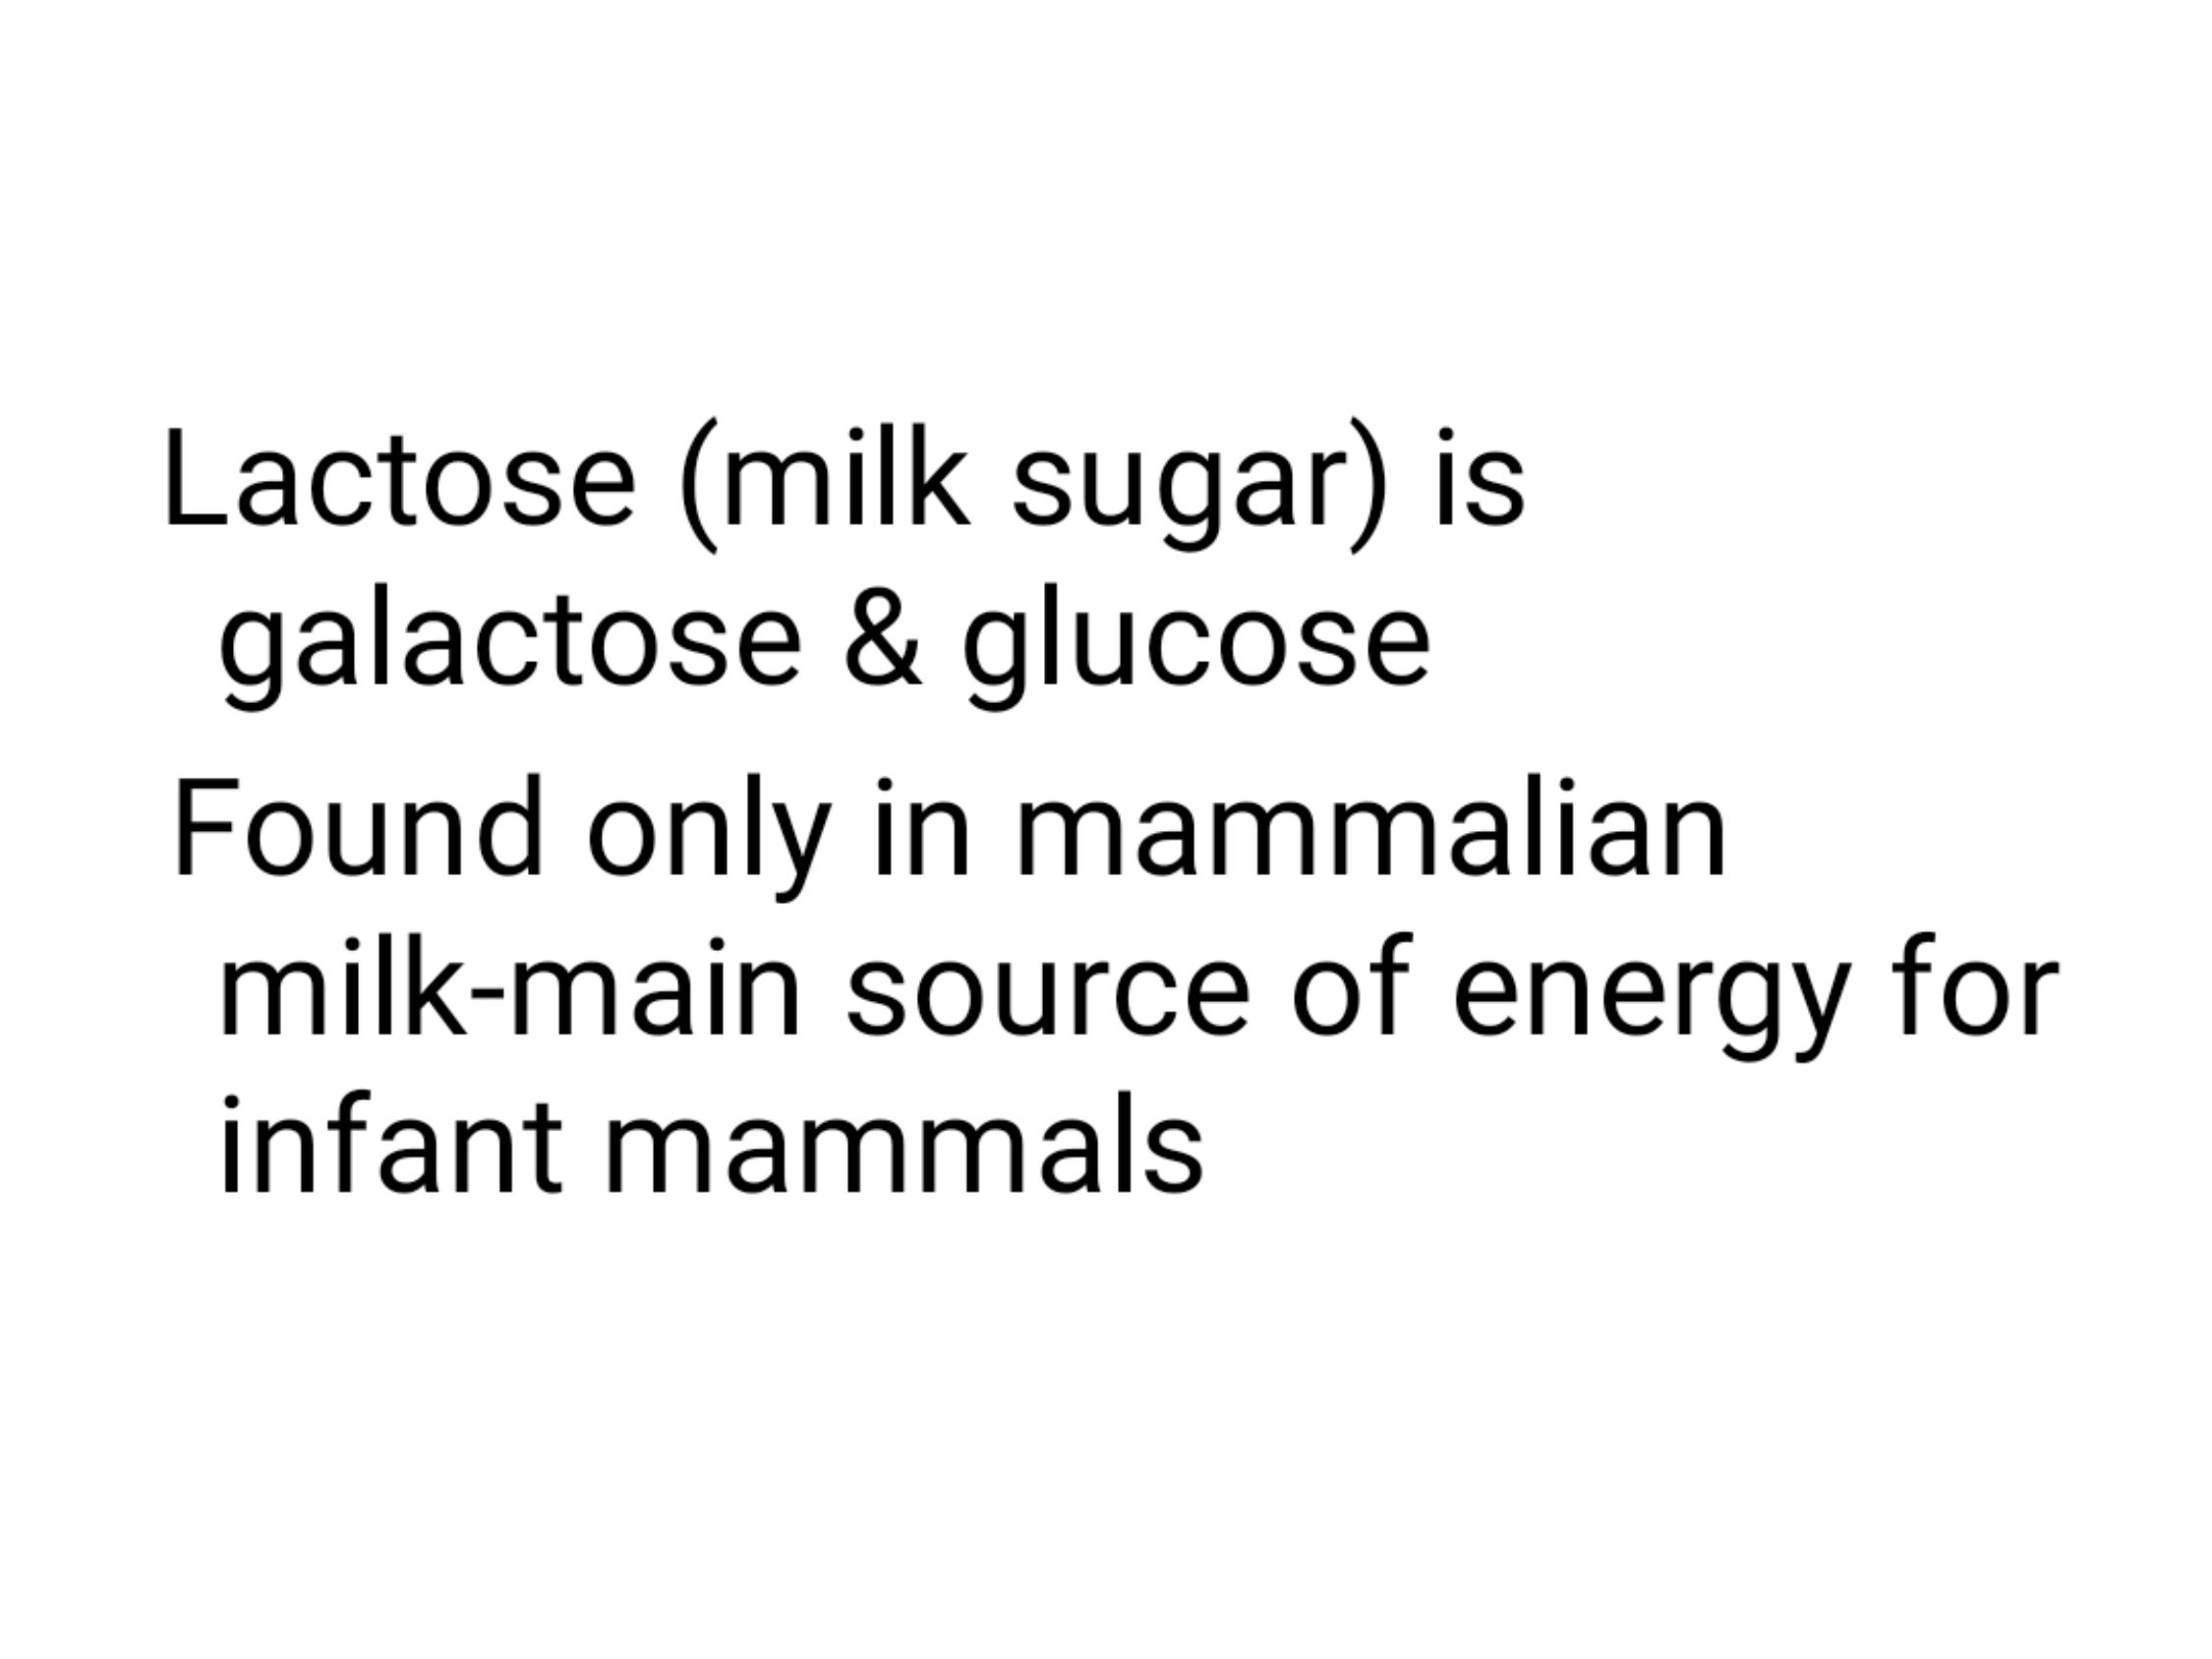 Lactose (milk sugar) is
galactose & glucose
Found only in mammalian
milk-main source of energy for
infant mammals